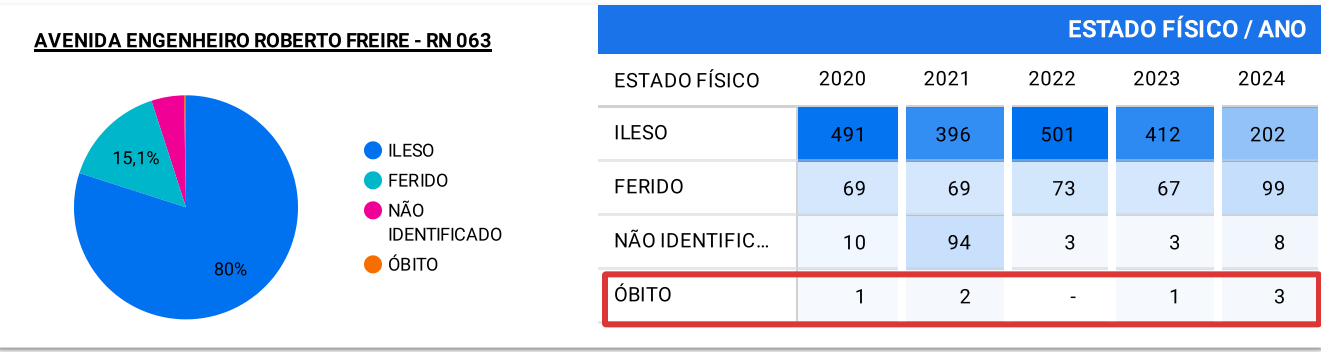 AVENIDA ENGENHEIRO ROBERTO FREIRE - RN 063
15,1%
80%
ILESO
FERIDO
NÃO
IDENTIFICADO
ÓBITO
ESTADO FÍSICO / ANO
ESTADO FÍSICO 2020 2021 2022 2023 2024
ILESO 491 396 501 412 202
FERIDO 69 69 73 67 99
NÃO IDENTIFIC... 10 94 3 3 8
ÓBITO 1 2 - 1 3